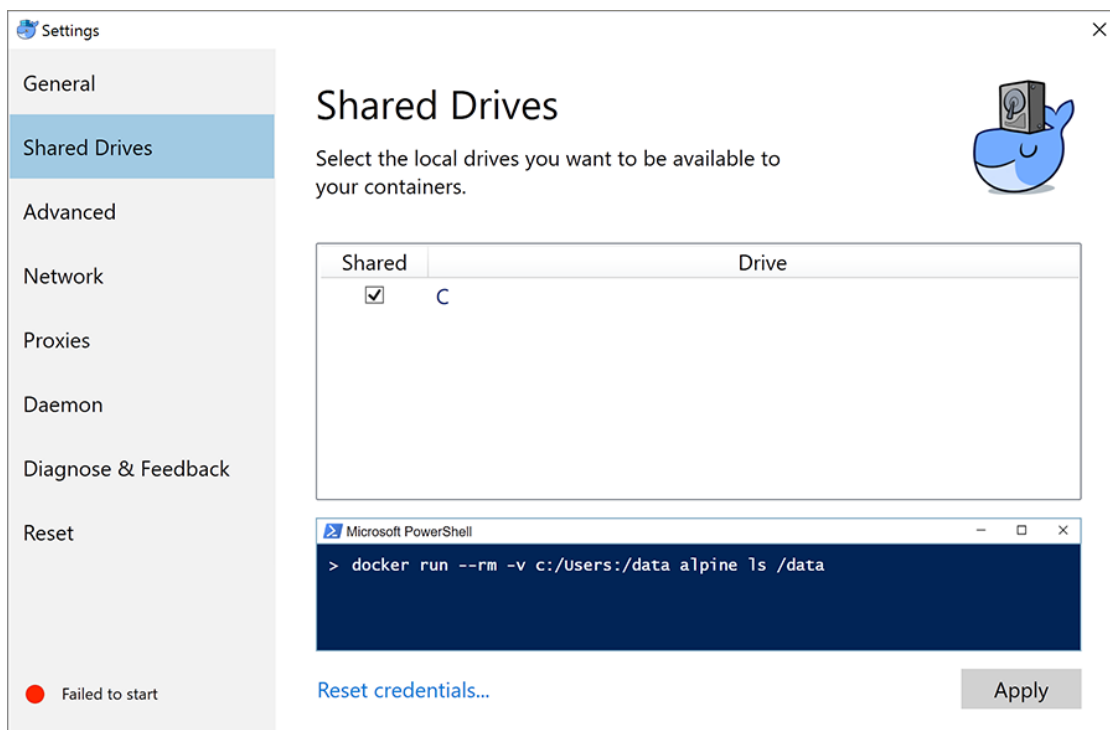 Settings
General
Shared Drives
Advanced
Network
Proxies
Daemon
Diagnose & Feedback
Reset
Failed to start
Shared Drives
Select the local drives you want to be available to
your containers.
Shared Drive
C
Microsoft PowerShell
> docker run --rm -v c:/Users:/data alpine ls /data
Reset credentials...
Apply